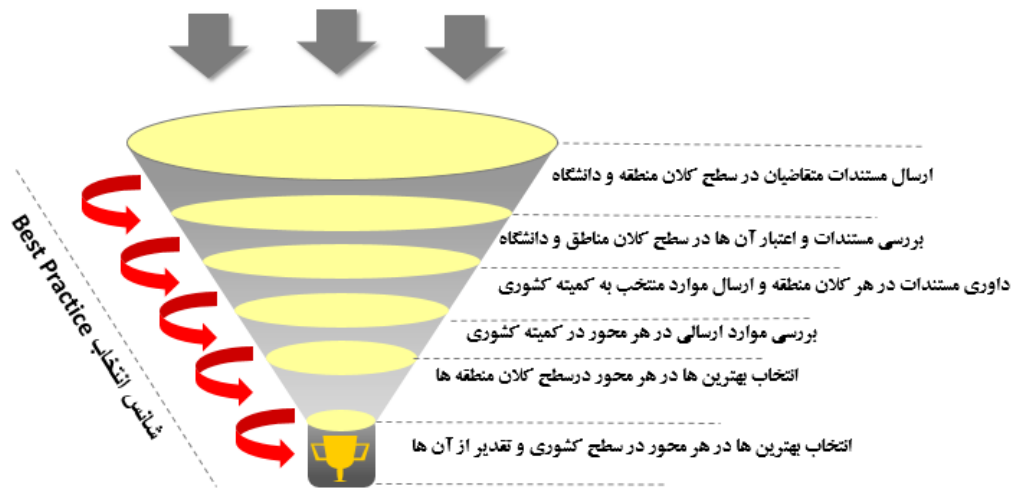 ارسال مستندات متقاضیان در سطح کلان منطقه و دانشگاه
بررسی مستندات و اعتبار آن ها در سطح کلان مناطق و دانشگاه
داوری مستندات در هر کلان منطقه و ارسال موارد منتخب به کمیته کشوری
بررسی موارد ارسالی در هر محور در کمیته کشوری
انتخاب بهترین ها در هر محور درسطح کلان منطقه ها
انتخاب بهترین ها در هر محور در سطح کشوری و تقدیر از آن ها
شانس انتخاب Best Practice